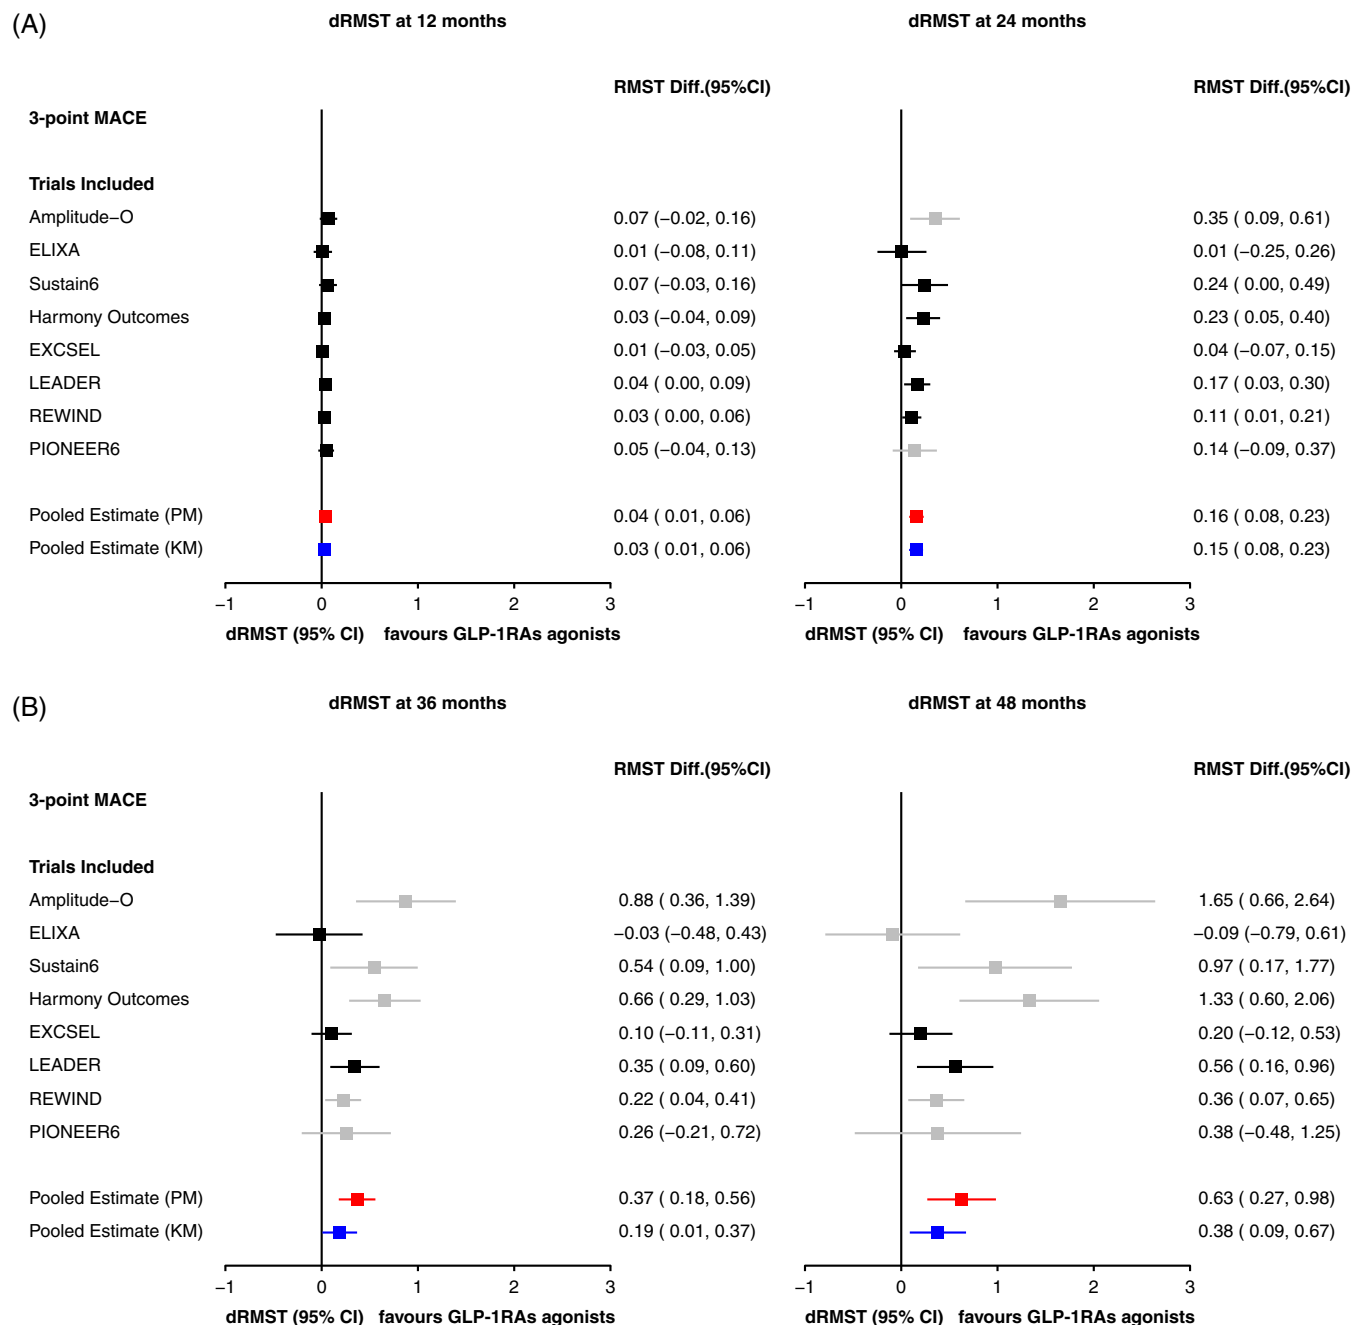 (A)
dRMST at 12 months dRMST at 24 months
RMST Diff.(95%CI) RMST Diff.(95%CI)
3-point MACE
Trials Included
Amplitude−O 0.07 (−0.02, 0.16) 0.35 ( 0.09, 0.61)
ELIXA 0.01 (−0.08, 0.11) 0.01 (−0.25, 0.26)
Sustain6 0.07 (−0.03, 0.16) 0.24 ( 0.00, 0.49)
Harmony Outcomes 0.03 (−0.04, 0.09) 0.23 ( 0.05, 0.40)
EXCSEL 0.01 (−0.03, 0.05) 0.04 (−0.07, 0.15)
LEADER 0.04 ( 0.00, 0.09) 0.17 ( 0.03, 0.30)
REWIND 0.03 ( 0.00, 0.06) 0.11 ( 0.01, 0.21)
PIONEER6 0.05 (−0.04, 0.13) 0.14 (−0.09, 0.37)
Pooled Estimate (PM) 0.04 ( 0.01, 0.06) 0.16 ( 0.08, 0.23)
Pooled Estimate (KM) 0.03 ( 0.01, 0.06) 0.15 ( 0.08, 0.23)
−1 0 1 2 3 −1 0 1 2 3
dRMST (95% CI) favours GLP-1RAs agonists dRMST (95% CI) favours GLP-1RAs agonists
(B)
dRMST at 36 months dRMST at 48 months
RMST Diff.(95%CI) RMST Diff.(95%CI)
3-point MACE
Trials Included
Amplitude−O 0.88 ( 0.36, 1.39) 1.65 ( 0.66, 2.64)
ELIXA −0.03 (−0.48, 0.43) −0.09 (−0.79, 0.61)
Sustain6 0.54 ( 0.09, 1.00) 0.97 ( 0.17, 1.77)
Harmony Outcomes 0.66 ( 0.29, 1.03) 1.33 ( 0.60, 2.06)
EXCSEL 0.10 (−0.11, 0.31) 0.20 (−0.12, 0.53)
LEADER 0.35 ( 0.09, 0.60) 0.56 ( 0.16, 0.96)
REWIND 0.22 ( 0.04, 0.41) 0.36 ( 0.07, 0.65)
PIONEER6 0.26 (−0.21, 0.72) 0.38 (−0.48, 1.25)
Pooled Estimate (PM) 0.37 ( 0.18, 0.56) 0.63 ( 0.27, 0.98)
Pooled Estimate (KM) 0.19 ( 0.01, 0.37) 0.38 ( 0.09, 0.67)
−1 0 1 2 3 −1 0 1 2 3
dRMST (95% CI) favours GLP-1RAs agonists dRMST (95% CI) favours GLP-1RAs agonists